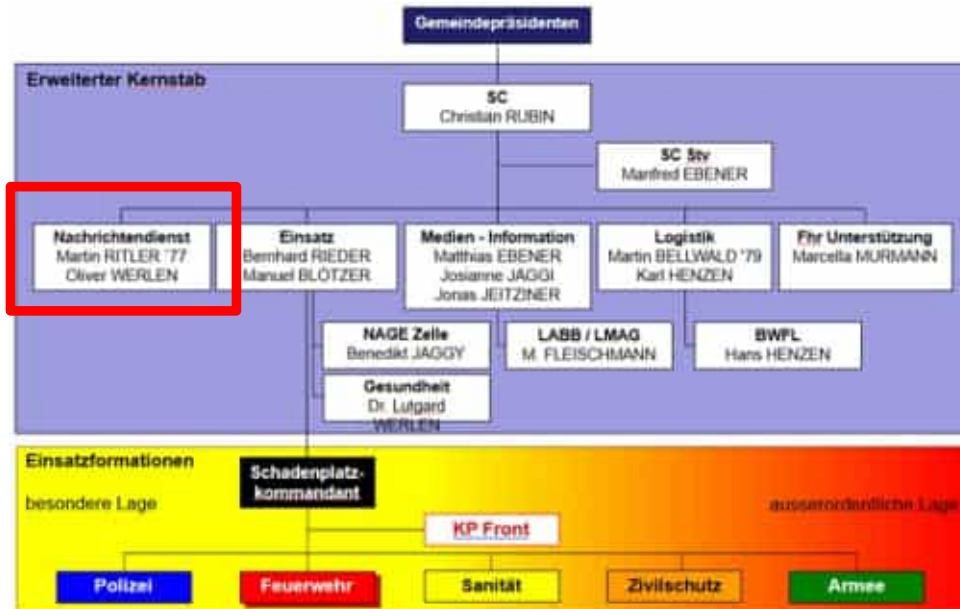 Gemeindepräsidenten
Erweiterter Kernstab
SC
Christian RUBIN
SC Stv
Manfred EBENER
Nachrichtendienst
Martin RITLER '77
Oliver WERLEN
Einsatz
Bernhard RIEDER
Manuel BLÖTZER
Medien - Information
Matthias EBENER
Josianne JAGGI
Jonas JEITZINER
Logistik
Martin BELLWALD '79
Karl HENZEN
Fhr Unterstützung
Marcella MURMANN
NAGE Zelle
Benedikt JAGGY
LABB / LMAG
M. FLEISCHMANN
BWFL
Hans HENZEN
Gesundheit
Dr. Lutgard
WERLEN
Einsatzformationen
besondere Lage
Schadenplatz-
kommandant
ausserordentliche Lage
KP Front
Polizei
Feuerwehr
Sanität
Zivilschutz
Armee